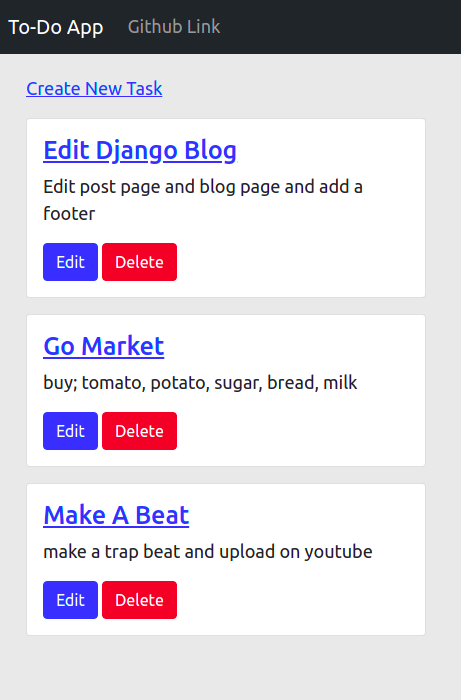 To-Do App Github Link
Create New Task
Edit Django Blog
Edit post page and blog page and add a
footer
Edit Delete
Go Market
buy; tomato, potato, sugar, bread, milk
Edit Delete
Make A Beat
make a trap beat and upload on youtube
Edit Delete